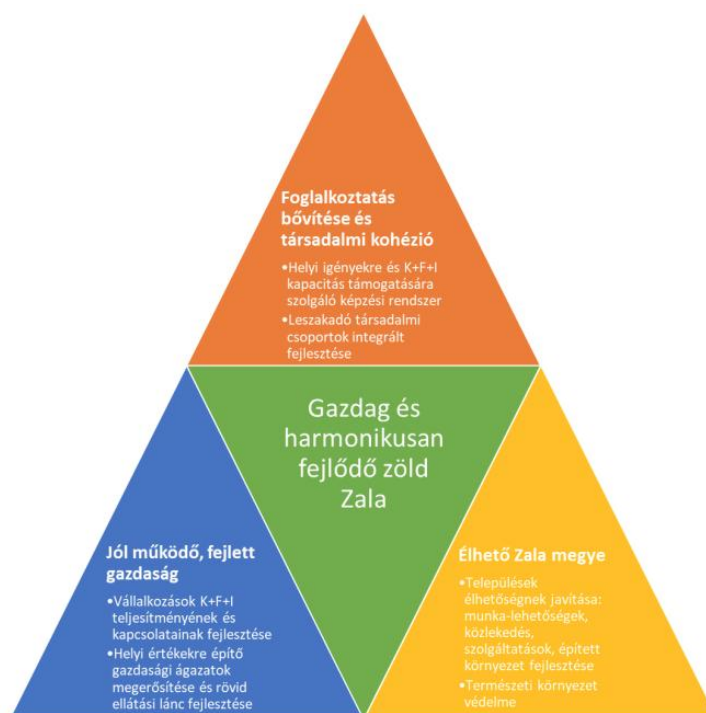 Foglalkoztatás
bővítése és
társadalmi kohézió
•Helyi igényekre és K+F+I
kapacitás támogatására
szolgáló képzési rendszer
•Leszakadó társadalmi
csoportok integrált
fejlesztése
Gazdag és
harmonikusan
fejlődő zöld
Zala
Jól működő, fejlett
gazdaság
•Vállalkozások K+F+I
teljesítményének és
kapcsolatainak fejlesztése
•Helyi értékekre építő
gazdasági ágazatok
megerősítése és rövid
ellátási lánc fejlesztése
Élhető Zala megye
•Települések
élhetőségnek javítása:
munka-lehetőségek,
közlekedés,
szolgáltatások, épített
környezet fejlesztése
•Természeti környezet
védelme